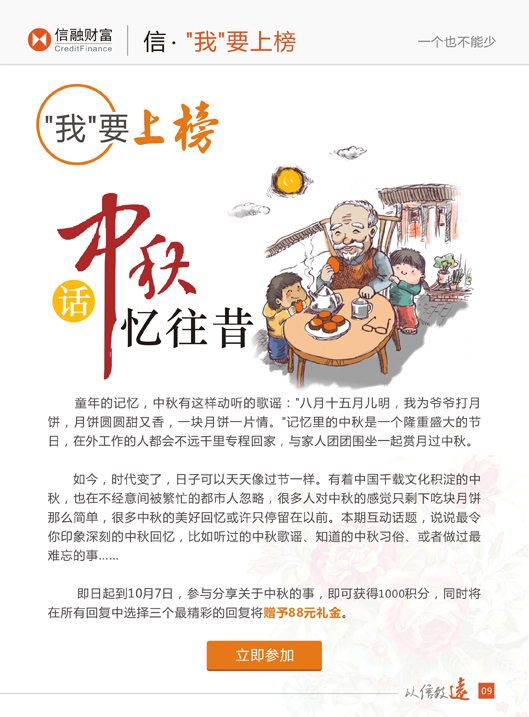 信融财富
CreditFinance
信·"我"要上榜
一个也不能少
"我"要上榜
话中秋
忆往昔
童年的记忆，中秋有这样动听的歌谣："八月十五月儿明，我为爷爷打月
饼，月饼圆圆甜又香，一块月饼一片情。"记忆里的中秋是一个隆重盛大的节
日，在外工作的人都会不远千里专程回家，与家人团团围坐一起赏月过中秋。
如今，时代变了，日子可以天天像过节一样。有着中国千载文化积淀的中
秋，也在不经意间被繁忙的都市人忽略，很多人对中秋的感觉只剩下吃块月饼
那么简单，很多中秋的美好回忆或许只停留在以前。本期互动话题，说说最令
你印象深刻的中秋回忆，比如听过的中秋歌谣、知道的中秋习俗、或者做过最
难忘的事……
即日起到10月7日，参与分享关于中秋的事，即可获得1000积分，同时将
在所有回复中选择三个最精彩的回复将赠予88元礼金。
立即参加
以信致远
09